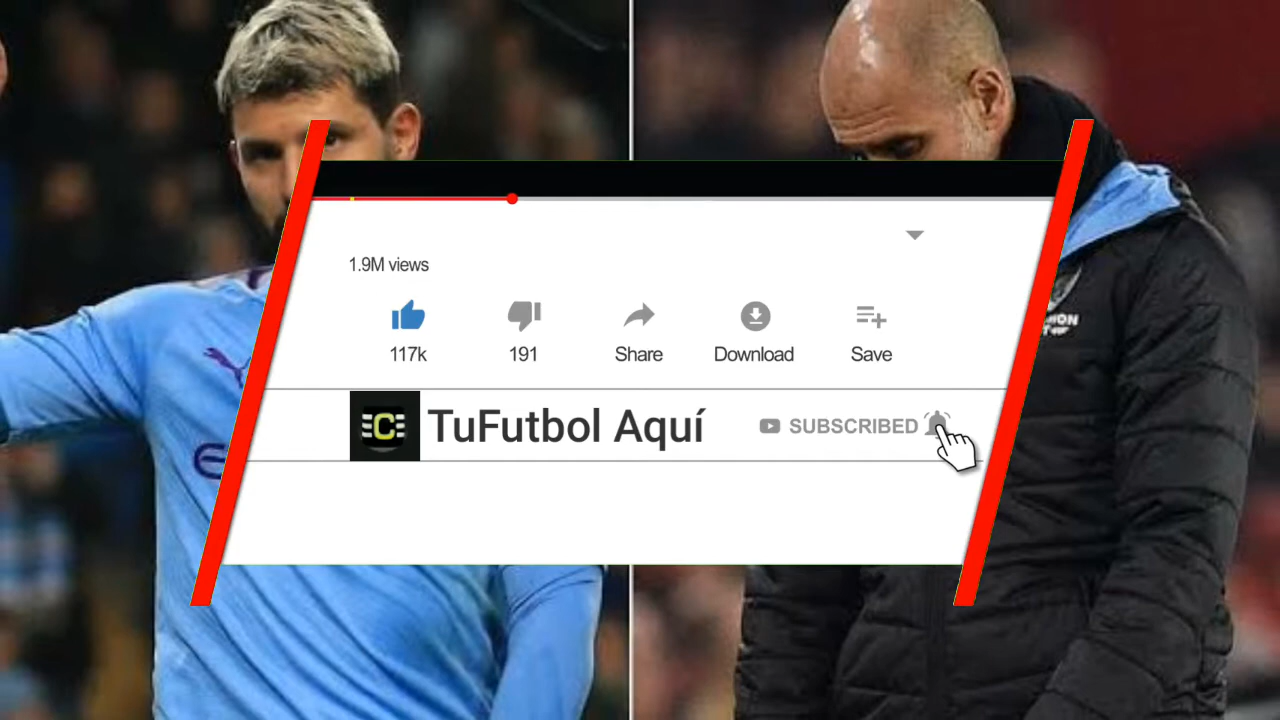 1.9M views
117k
191
Share
Download
Save
C
TuFutbol Aquí
SUBSCRIBED